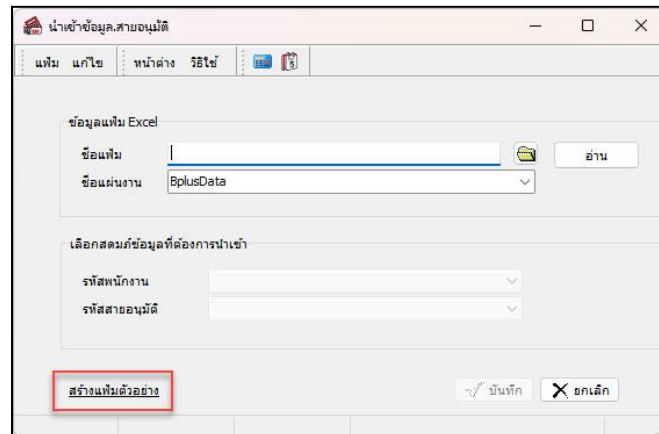 นำเข้าข้อมูล.สายอนุมัติ
แฟ้ม แก้ไข หน้าต่าง วิธีใช้
ข้อมูลแฟ้ม Excel
ชื่อแฟ้ม อ่าน
ชื่อแผ่นงาน BplusData
เลือกสดมภ์ข้อมูลที่ต้องการนำเข้า
รหัสพนักงาน
รหัสสายอนุมัติ
สร้างแฟ้มตัวอย่าง บันทึก ยกเลิก